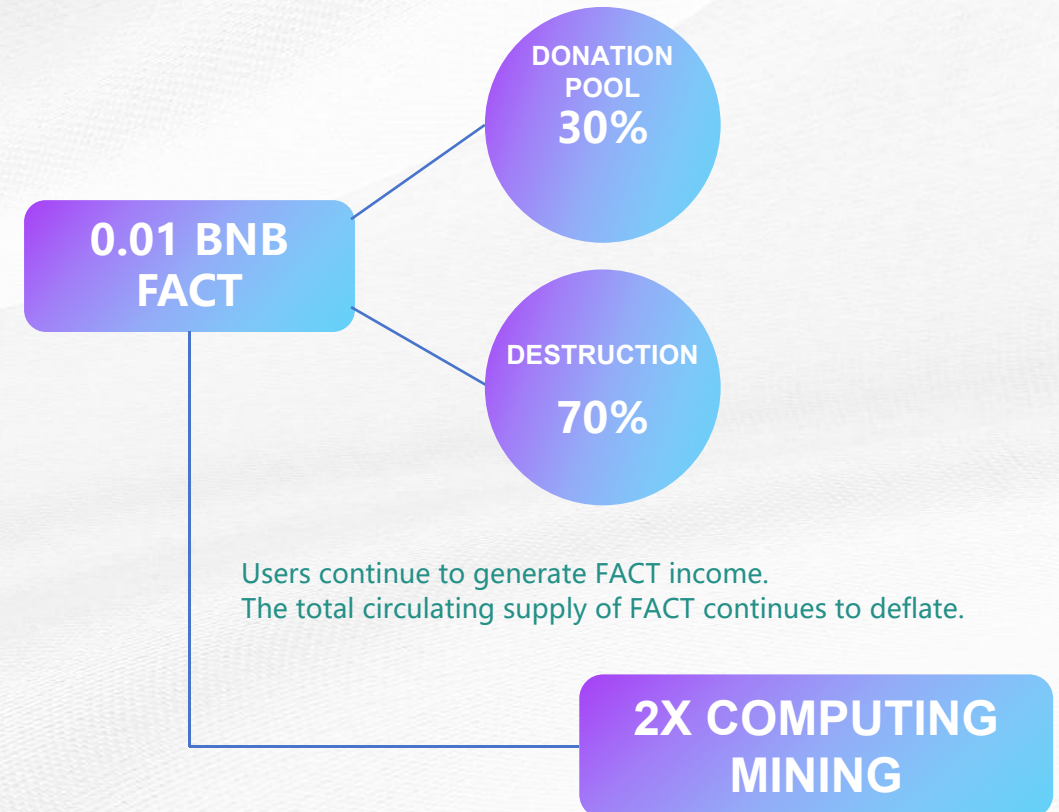 DONATION
POOL
30%
0.01 BNB
FACT
DESTRUCTION
70%
Users continue to generate FACT income.
The total circulating supply of FACT continues to deflate.
2X COMPUTING
MINING